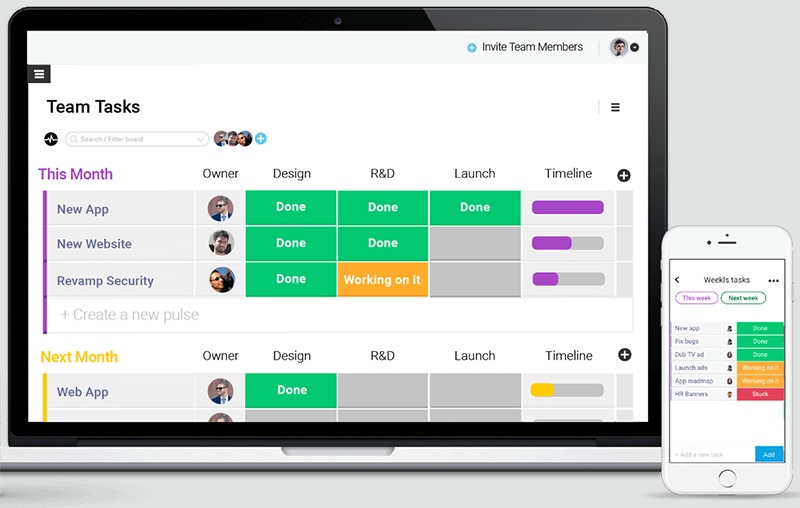 Invite Team Members
Team Tasks
Search / Filter board
This Month Owner Design R&D Launch Timeline
New App Done Done Done
New Website Done Done
Revamp Security Done Working on it
+ Create a new pulse
Next Month Owner Design R&D Launch Timeline
Web App Done
Weekls tasks
This week Next week
New app Done
Fix bugs Done
Dub TV ad Done
Launch ads Working on it
App roadmap Working on it
HR Banners Stuck
+ Add a new task Add